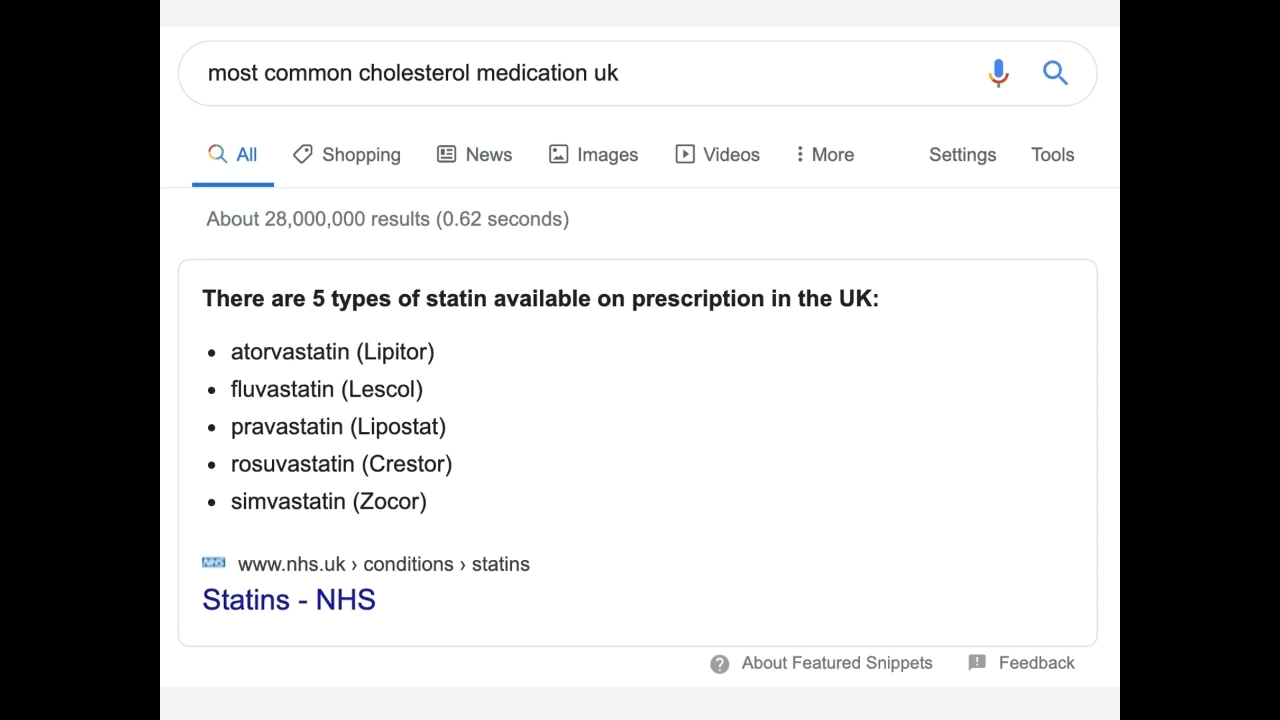 most common cholesterol medication uk
All Shopping News Images Videos More Settings Tools
About 28,000,000 results (0.62 seconds)
There are 5 types of statin available on prescription in the UK:
• atorvastatin (Lipitor)
• fluvastatin (Lescol)
• pravastatin (Lipostat)
• rosuvastatin (Crestor)
• simvastatin (Zocor)
NHS www.nhs.uk › conditions › statins
Statins - NHS
About Featured Snippets Feedback